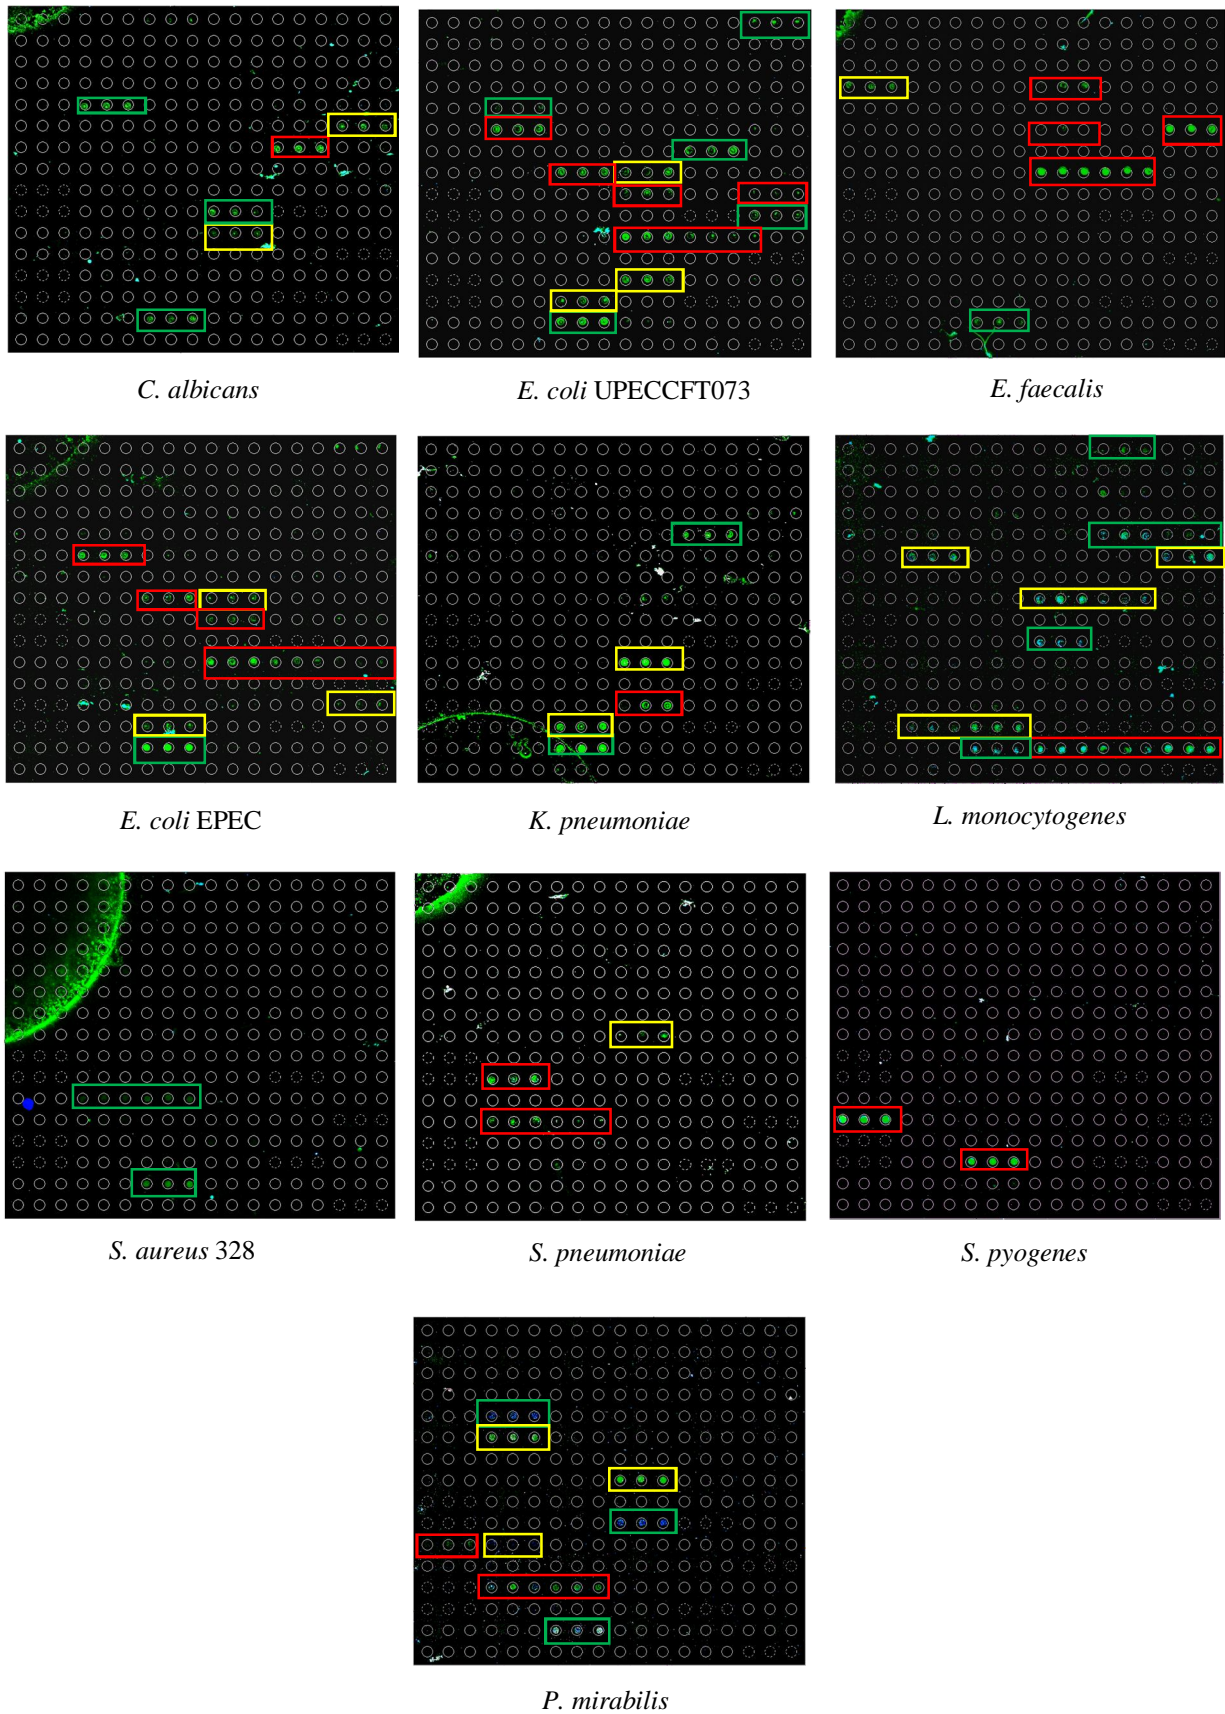 C. albicans
E. coli UPECCFT073
E. faecalis
E. coli EPEC
K. pneumoniae
L. monocytogenes
S. aureus 328
S. pneumoniae
S. pyogenes
P. mirabilis